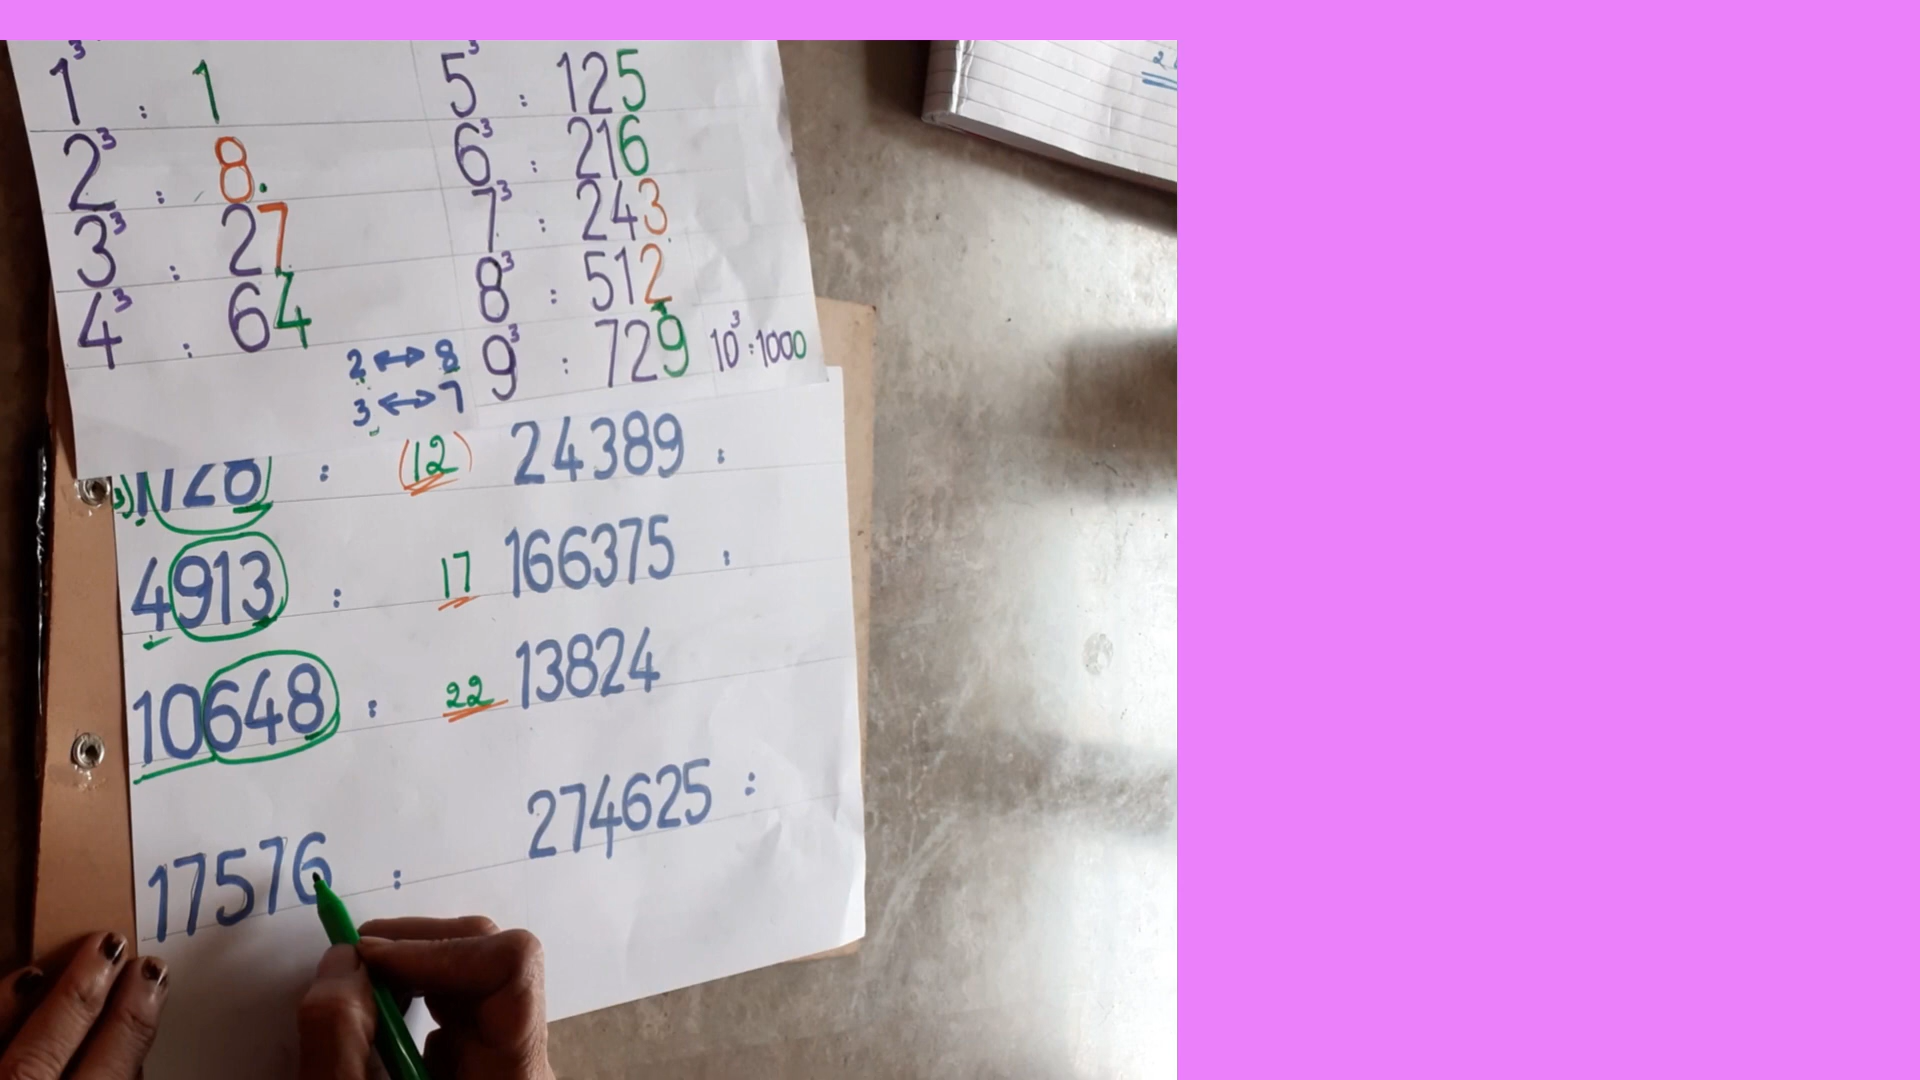 1³ : 1
2³ : 8
3³ : 27
4³ : 64
5³ : 125
6³ : 216
7³ : 243
8³ : 512
9³ : 729
10³ : 1000
2 ↔ 8
3 ↔ 7
: (12)
4913 : 17
10648 : 22
17576 :
24389 :
166375 :
13824
274625 :